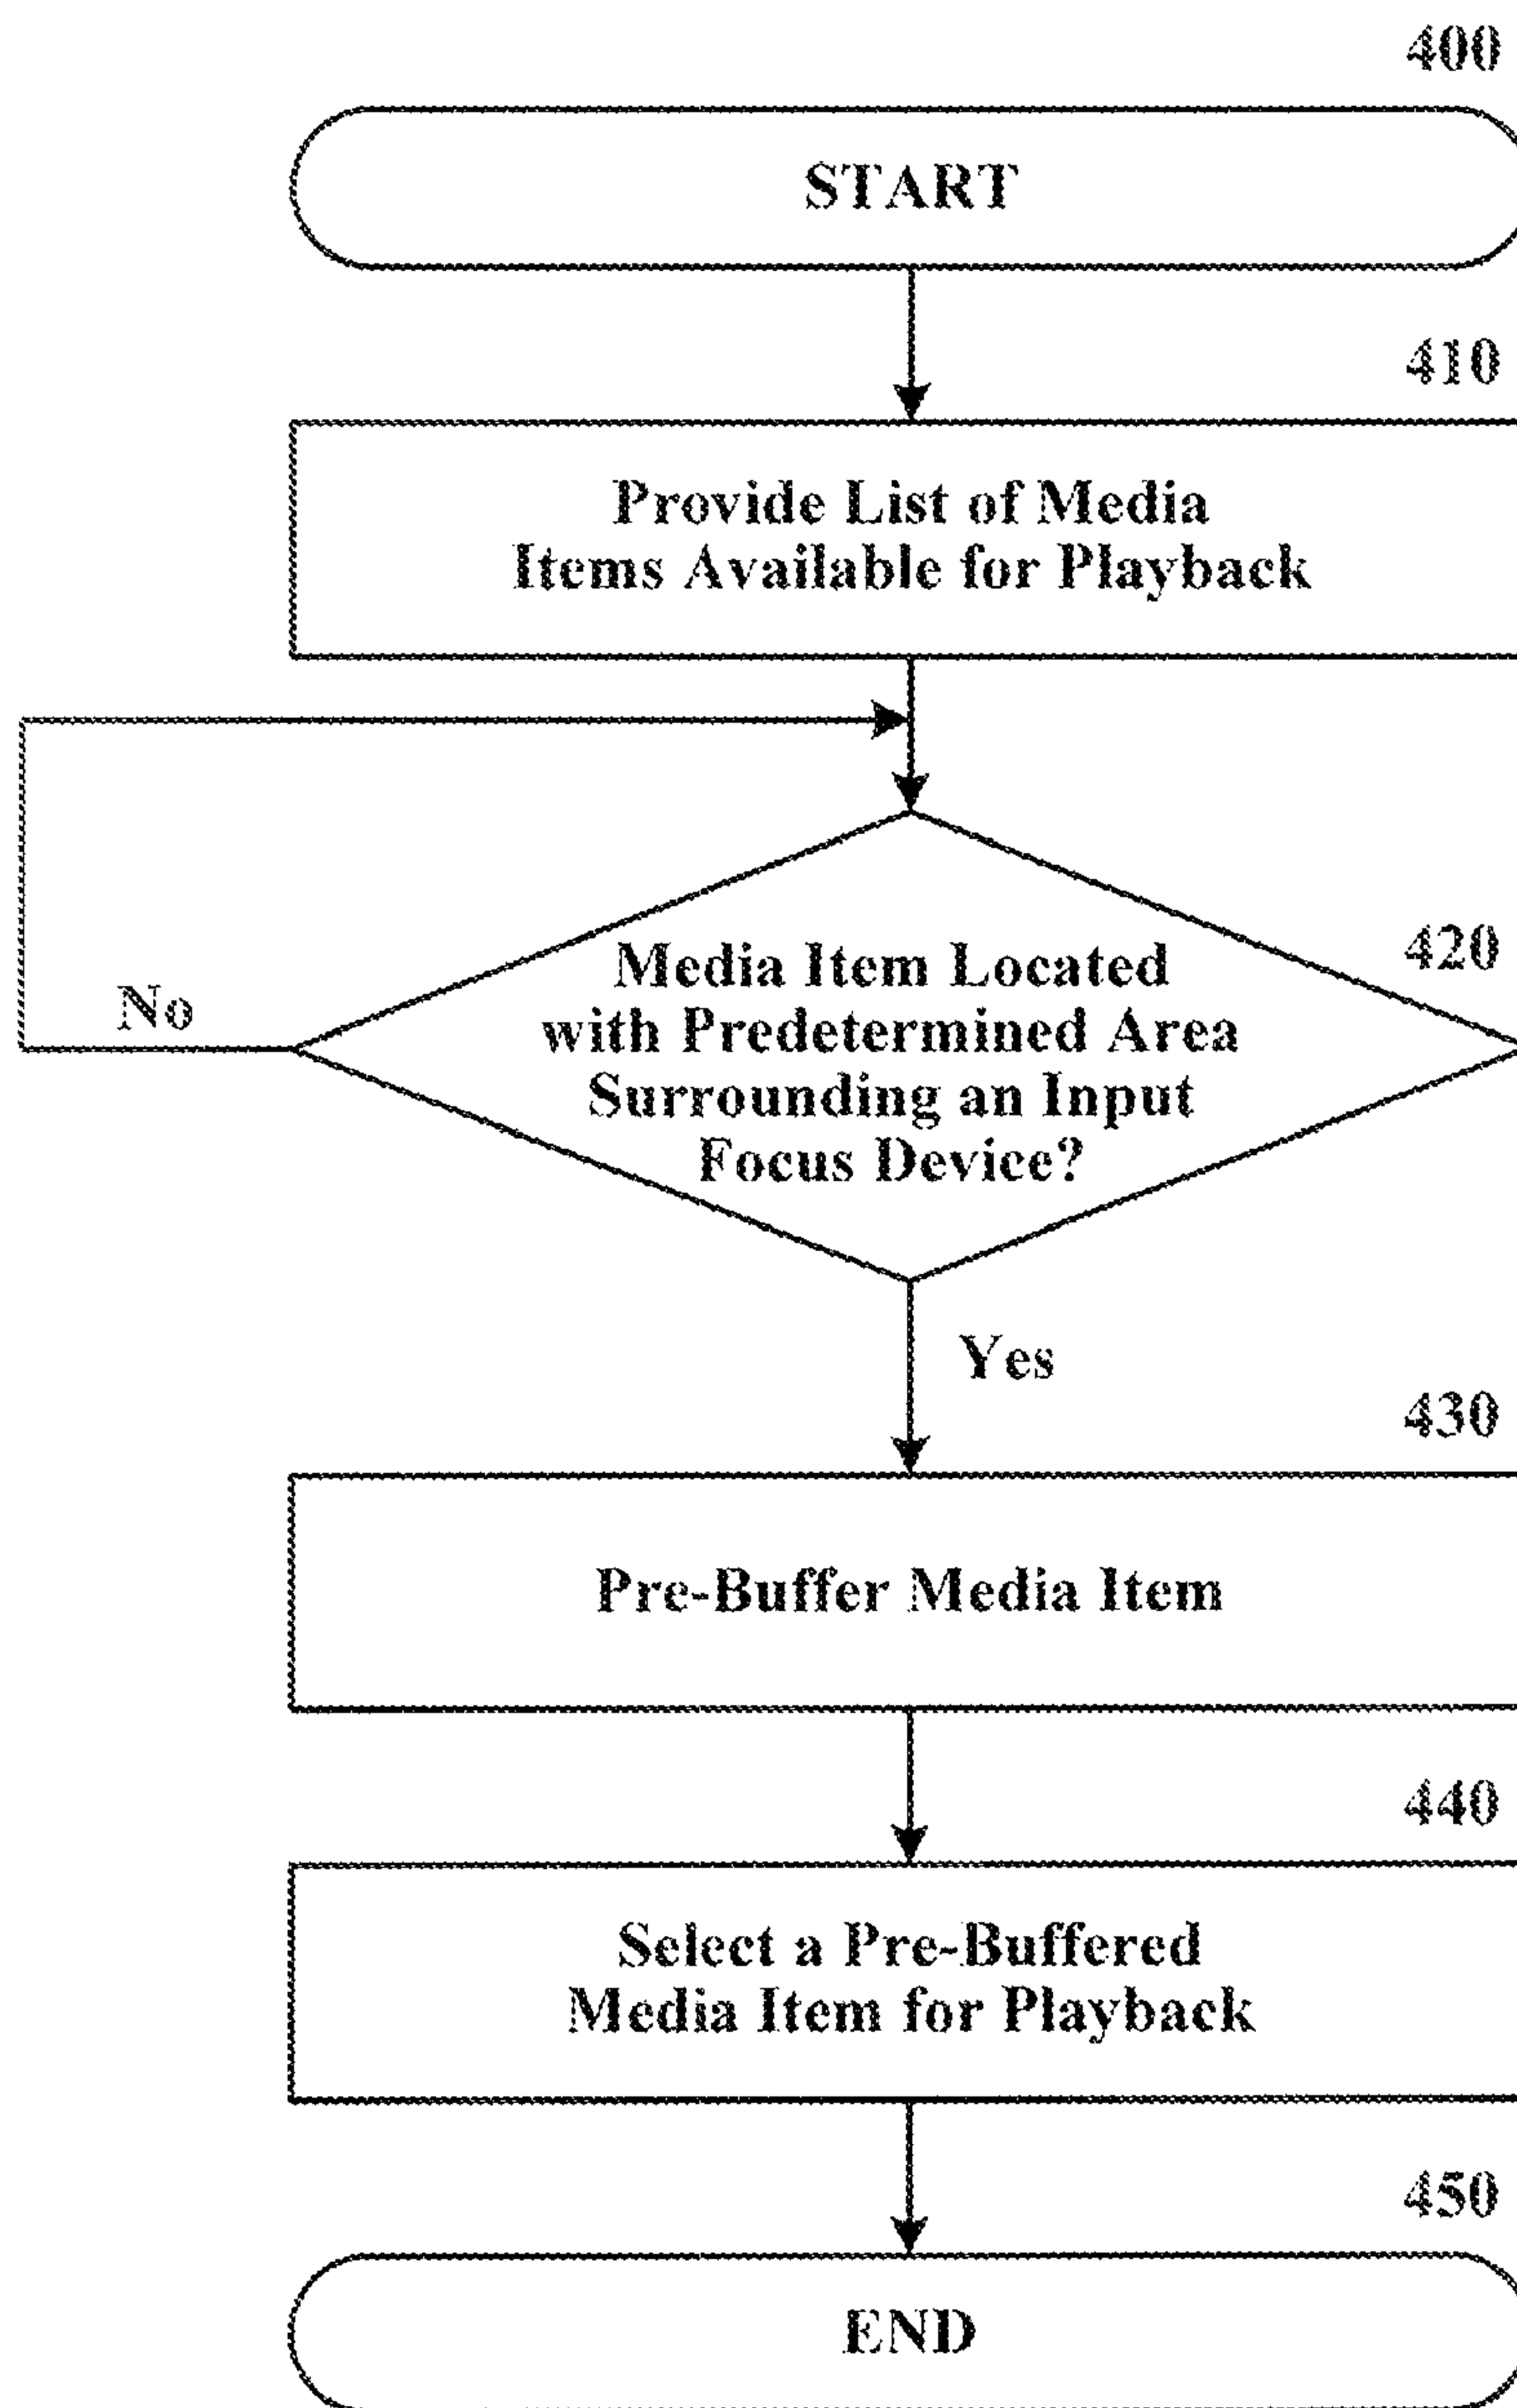 400
START
410
Provide List of Media
Items Available for Playback
420
Media Item Located
with Predetermined Area
Surrounding an Input
Focus Device?
No
Yes
430
Pre-Buffer Media Item
440
Select a Pre-Buffered
Media Item for Playback
450
END